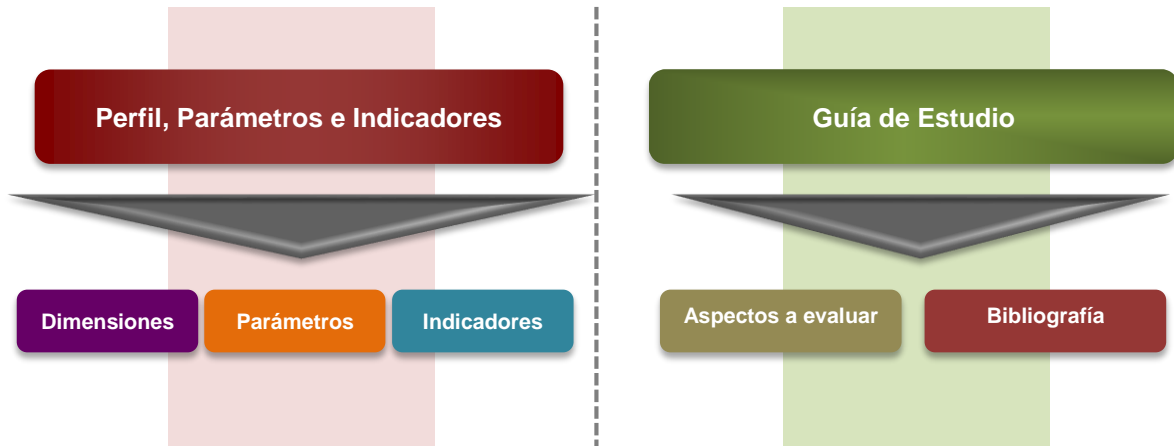 Perfil, Parámetros e Indicadores
Dimensiones
Parámetros
Indicadores
Guía de Estudio
Aspectos a evaluar
Bibliografía